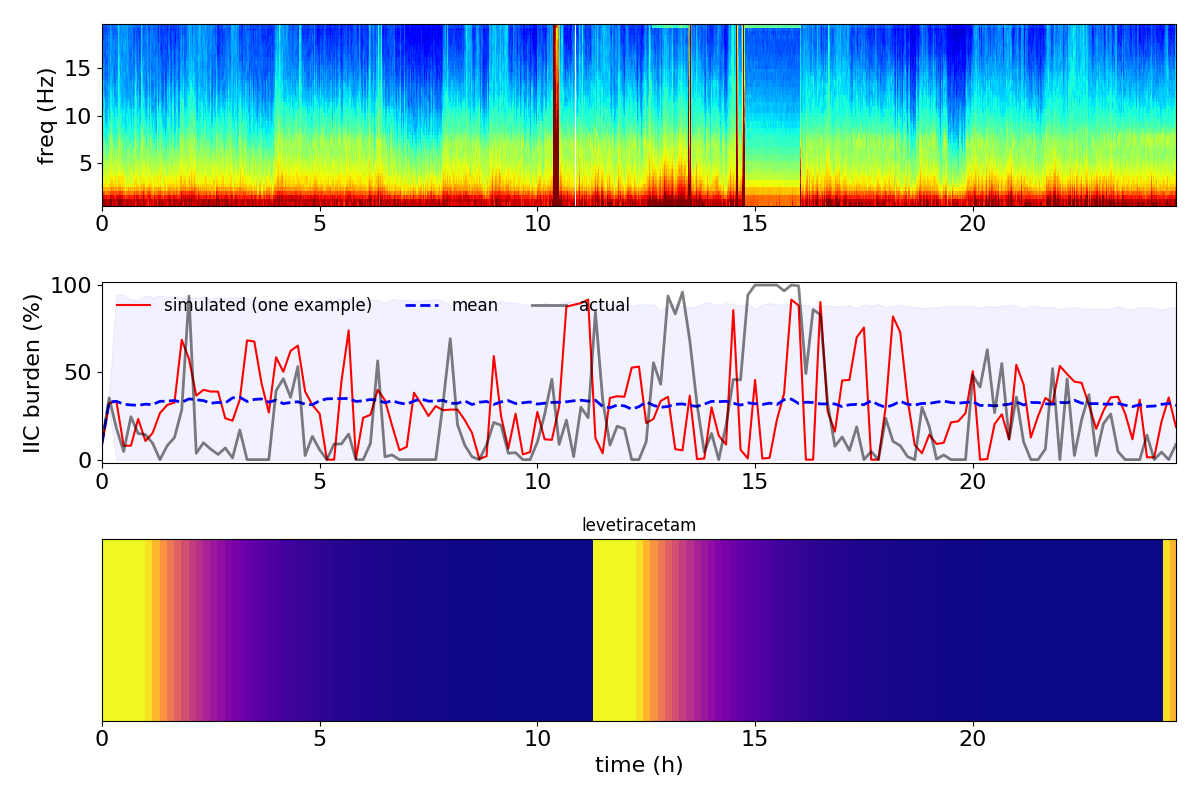 freq (Hz)
15
10
5
0 5 10 15 20
IIC burden (%)
100
50
0
simulated (one example) mean actual
0 5 10 15 20
levetiracetam
0 5 10 15 20
time (h)